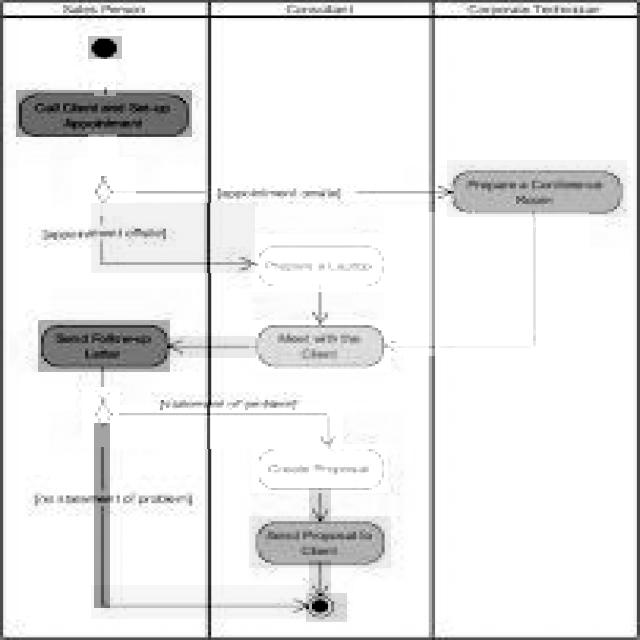 Sales Person
Consultant
Corporate Technician
Call Client and Set-up
Appointment
[appointment onsite]
Prepare a Conference
Room
[appointment offsite]
Prepare a Laptop
Send Follow-up
Letter
Meet with the
Client
[statement of problem]
Create Proposal
[no statement of problem]
Send Proposal to
Client